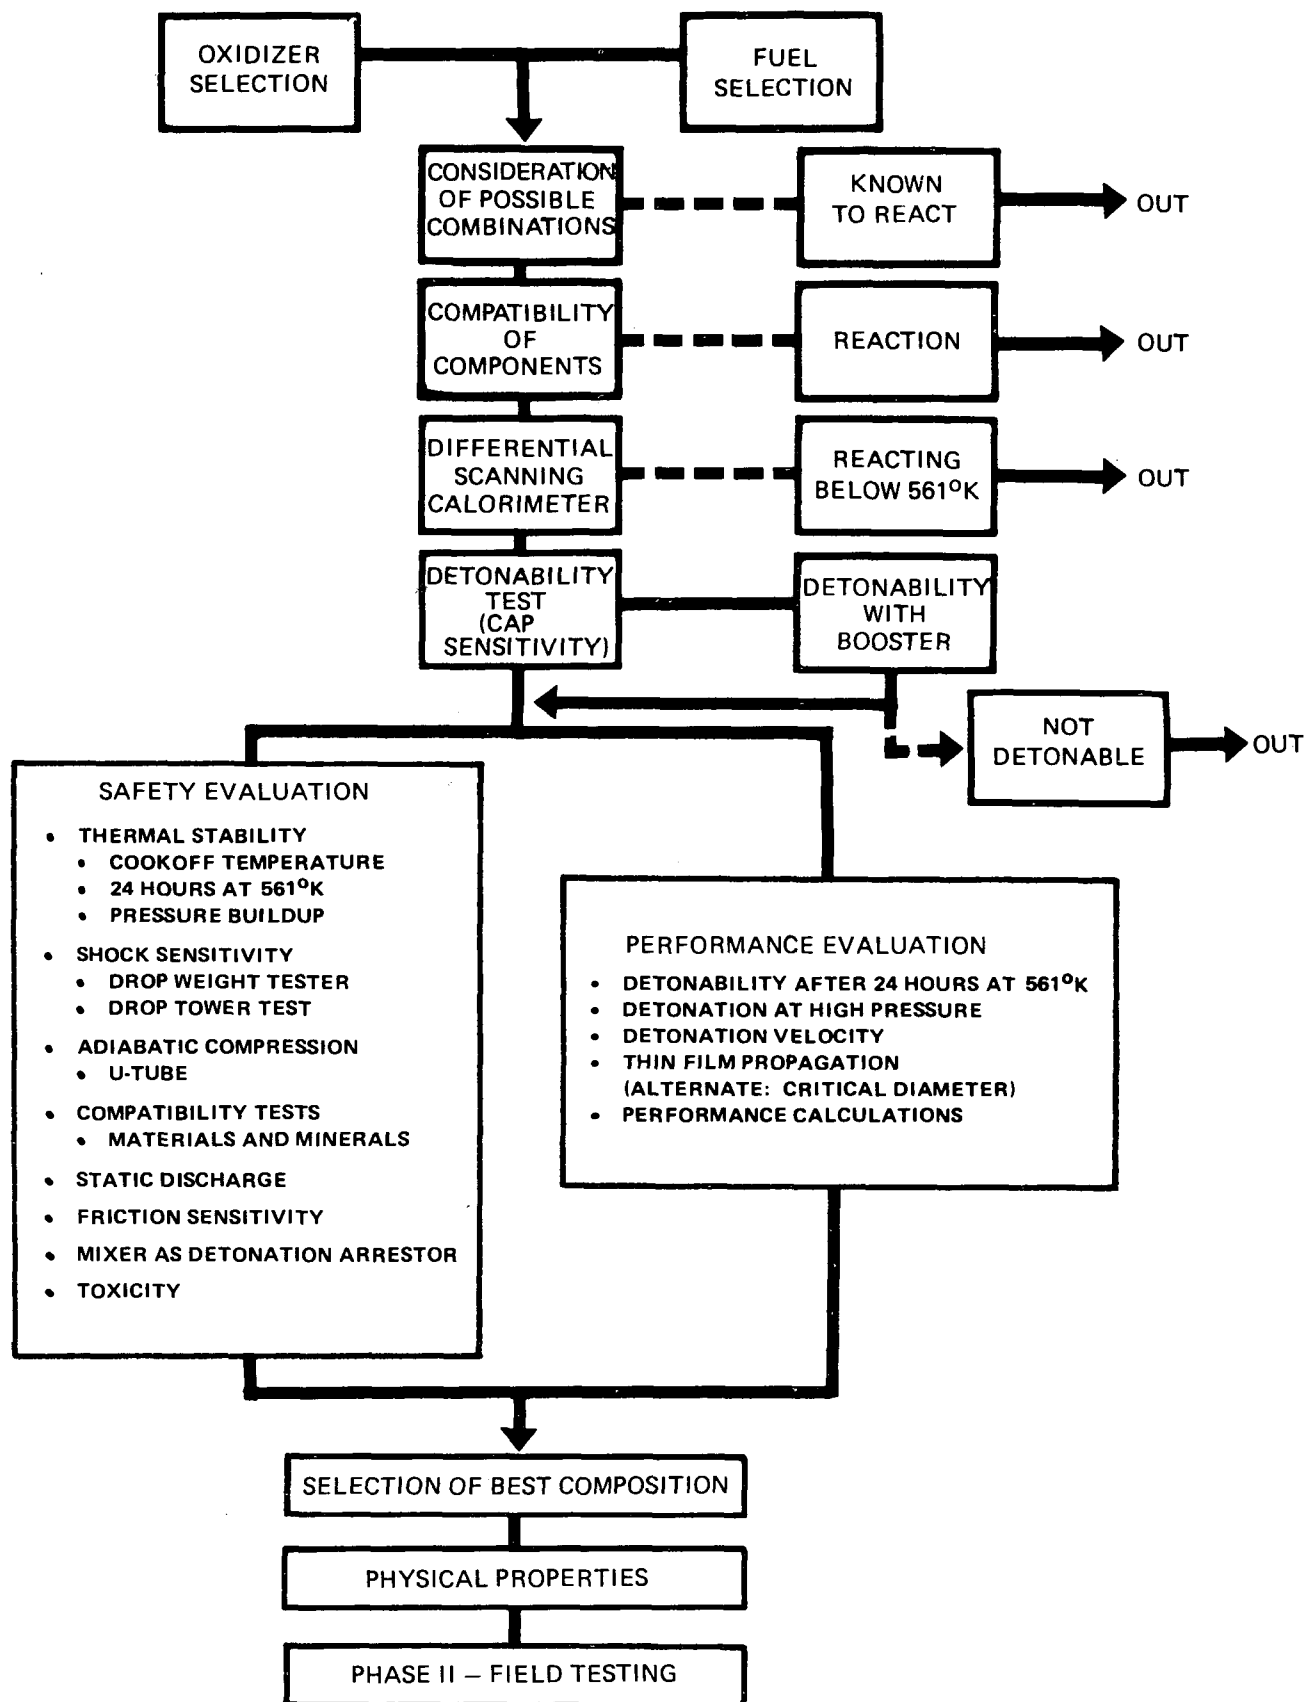 OXIDIZER
SELECTION
FUEL
SELECTION
CONSIDERATION
OF POSSIBLE
COMBINATIONS
KNOWN
TO REACT
OUT
COMPATIBILITY
OF
COMPONENTS
REACTION
OUT
DIFFERENTIAL
SCANNING
CALORIMETER
REACTING
BELOW 561°K
OUT
DETONABILITY
TEST
(CAP
SENSITIVITY)
DETONABILITY
WITH
BOOSTER
NOT
DETONABLE
OUT
SAFETY EVALUATION
• THERMAL STABILITY
• COOKOFF TEMPERATURE
• 24 HOURS AT 561°K
• PRESSURE BUILDUP
• SHOCK SENSITIVITY
• DROP WEIGHT TESTER
• DROP TOWER TEST
• ADIABATIC COMPRESSION
• U-TUBE
• COMPATIBILITY TESTS
• MATERIALS AND MINERALS
• STATIC DISCHARGE
• FRICTION SENSITIVITY
• MIXER AS DETONATION ARRESTOR
• TOXICITY
PERFORMANCE EVALUATION
• DETONABILITY AFTER 24 HOURS AT 561°K
• DETONATION AT HIGH PRESSURE
• DETONATION VELOCITY
• THIN FILM PROPAGATION
(ALTERNATE: CRITICAL DIAMETER)
• PERFORMANCE CALCULATIONS
SELECTION OF BEST COMPOSITION
PHYSICAL PROPERTIES
PHASE II – FIELD TESTING